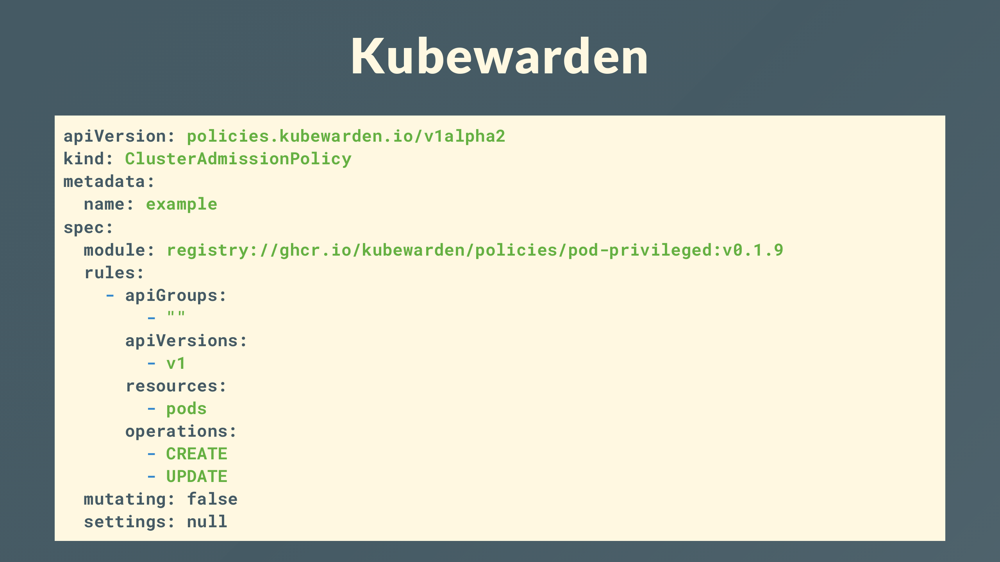 Kubewarden
apiVersion: policies.kubewarden.io/v1alpha2
kind: ClusterAdmissionPolicy
metadata:
  name: example
spec:
  module: registry://ghcr.io/kubewarden/policies/pod-privileged:v0.1.9
  rules:
    - apiGroups:
        - ""
      apiVersions:
        - v1
      resources:
        - pods
      operations:
        - CREATE
        - UPDATE
  mutating: false
  settings: null